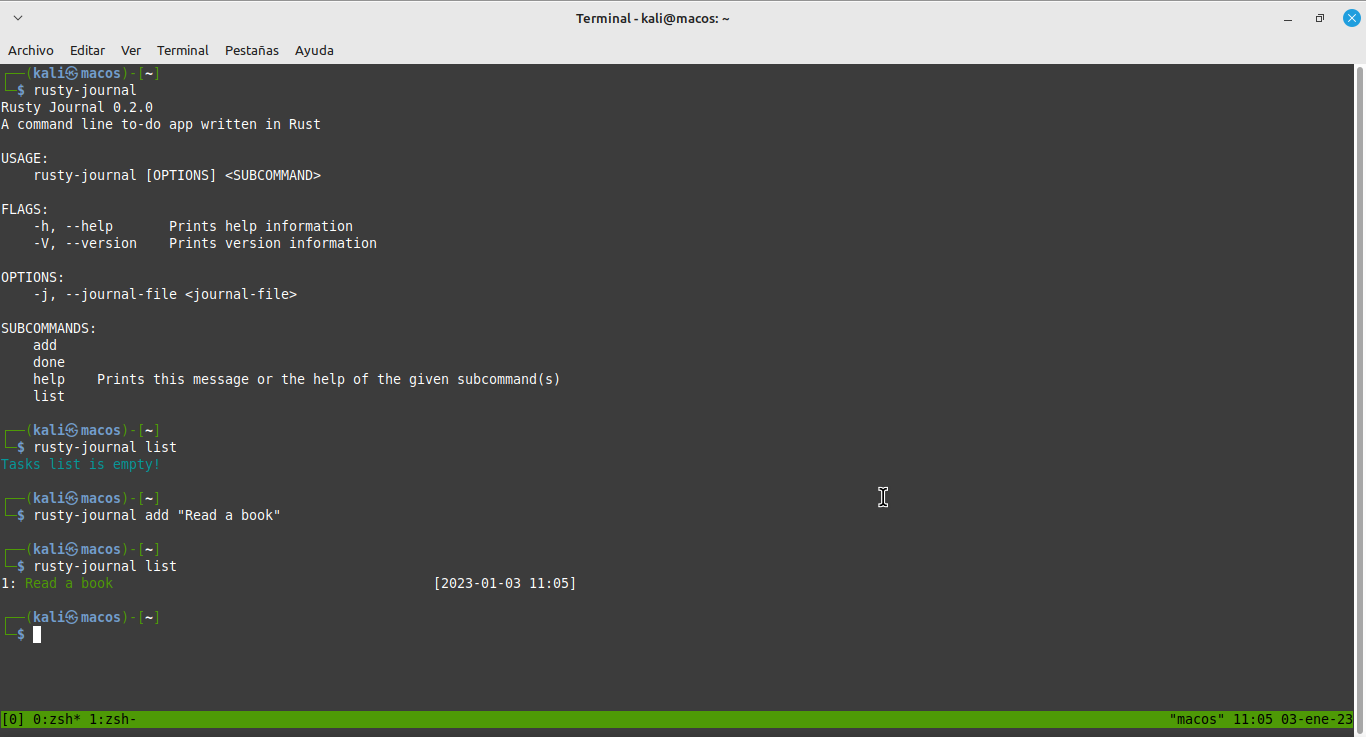 Terminal - kali@macos: ~
Archivo Editar Ver Terminal Pestañas Ayuda
┌──(kali㉿macos)-[~]
└─$ rusty-journal
Rusty Journal 0.2.0
A command line to-do app written in Rust
USAGE:
    rusty-journal [OPTIONS] <SUBCOMMAND>
FLAGS:
    -h, --help       Prints help information
    -V, --version    Prints version information
OPTIONS:
    -j, --journal-file <journal-file>
SUBCOMMANDS:
    add
    done
    help    Prints this message or the help of the given subcommand(s)
    list
┌──(kali㉿macos)-[~]
└─$ rusty-journal list
Tasks list is empty!
┌──(kali㉿macos)-[~]
└─$ rusty-journal add "Read a book"
┌──(kali㉿macos)-[~]
└─$ rusty-journal list
1: Read a book                                        [2023-01-03 11:05]
┌──(kali㉿macos)-[~]
└─$
[0] 0:zsh* 1:zsh- "macos" 11:05 03-ene-23